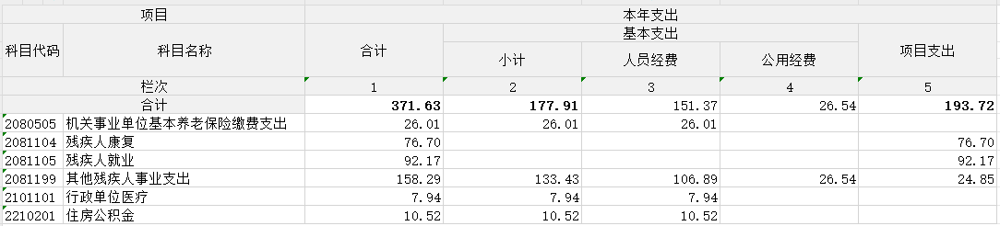 项目 本年支出
科目代码 科目名称 合计 基本支出 项目支出
小计 人员经费 公用经费
栏次 1 2 3 4 5
合计 371.63 177.91 151.37 26.54 193.72
2080505 机关事业单位基本养老保险缴费支出 26.01 26.01 26.01
2081104 残疾人康复 76.70 76.70
2081105 残疾人就业 92.17 92.17
2081199 其他残疾人事业支出 158.29 133.43 106.89 26.54 24.85
2101101 行政单位医疗 7.94 7.94 7.94
2210201 住房公积金 10.52 10.52 10.52